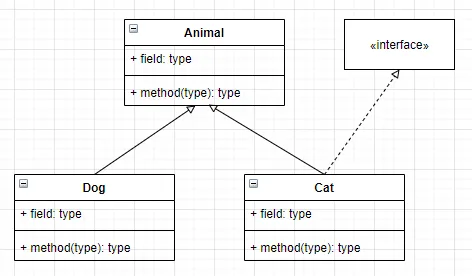 Animal
+ field: type
+ method(type): type
«interface»
Dog
+ field: type
+ method(type): type
Cat
+ field: type
+ method(type): type